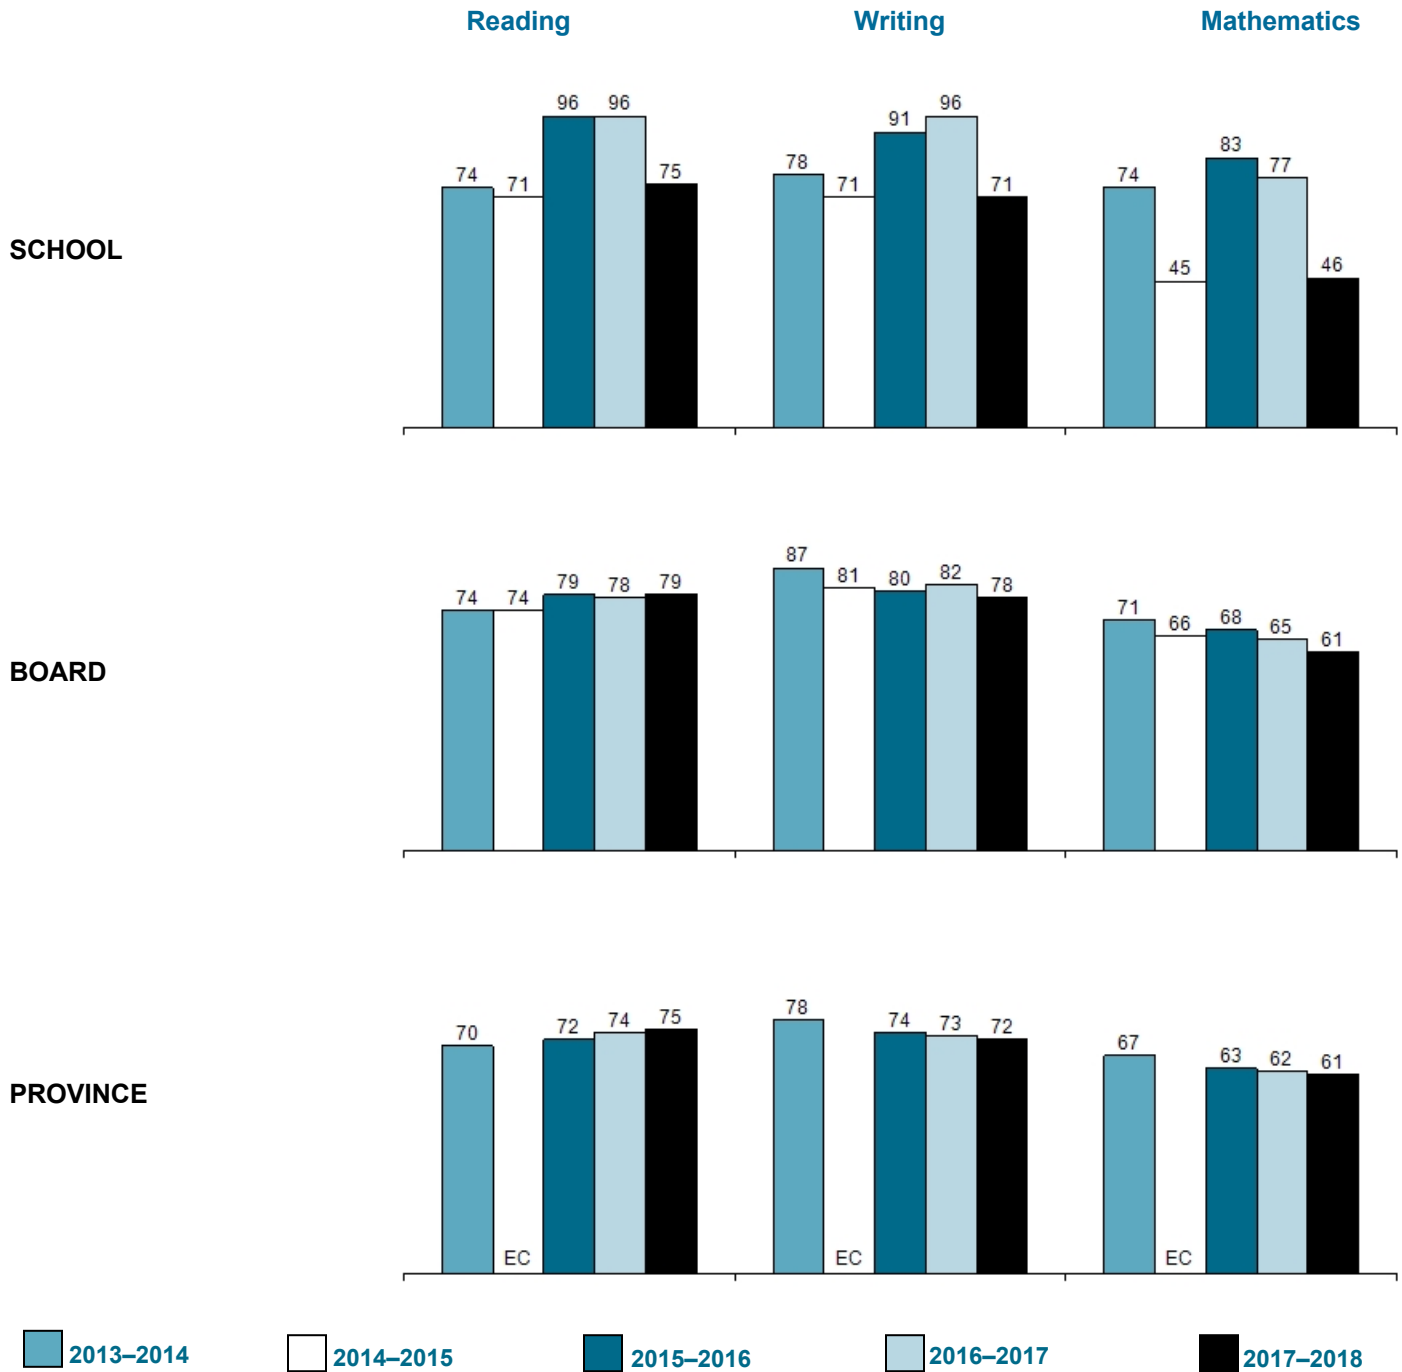 Reading Writing Mathematics
96 96
74 71 75
96
91
78 71 71
83
74 77
45 46
SCHOOL
74 74 79 78 79
87 81 80 82 78
71 66 68 65 61
BOARD
70 EC 72 74 75
78 EC 74 73 72
67 EC 63 62 61
PROVINCE
2013–2014 2014–2015 2015–2016 2016–2017 2017–2018